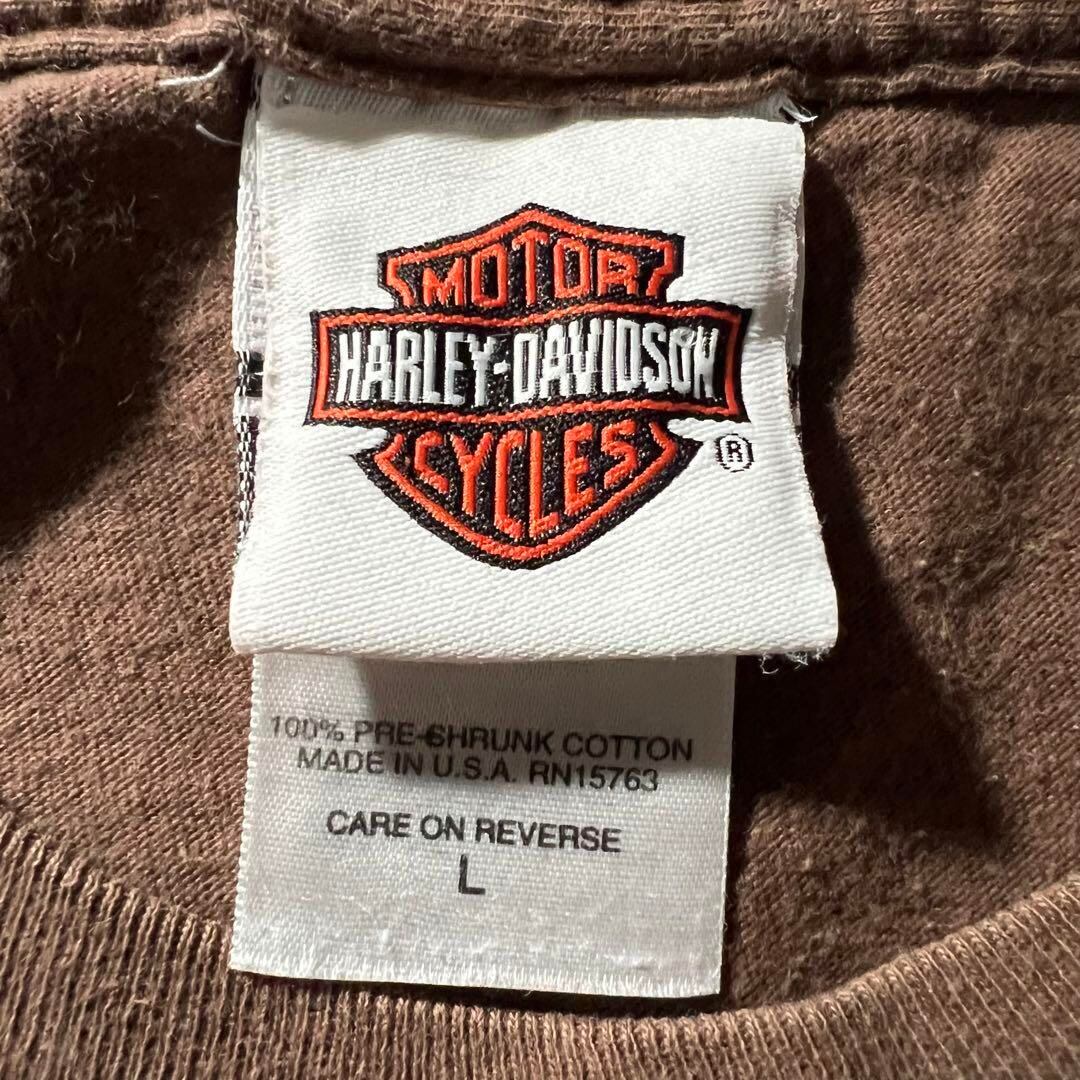 MOTOR
HARLEY-DAVIDSON
CYCLES
®
100% PRE-SHRUNK COTTON
MADE IN U.S.A. RN15763
CARE ON REVERSE
L